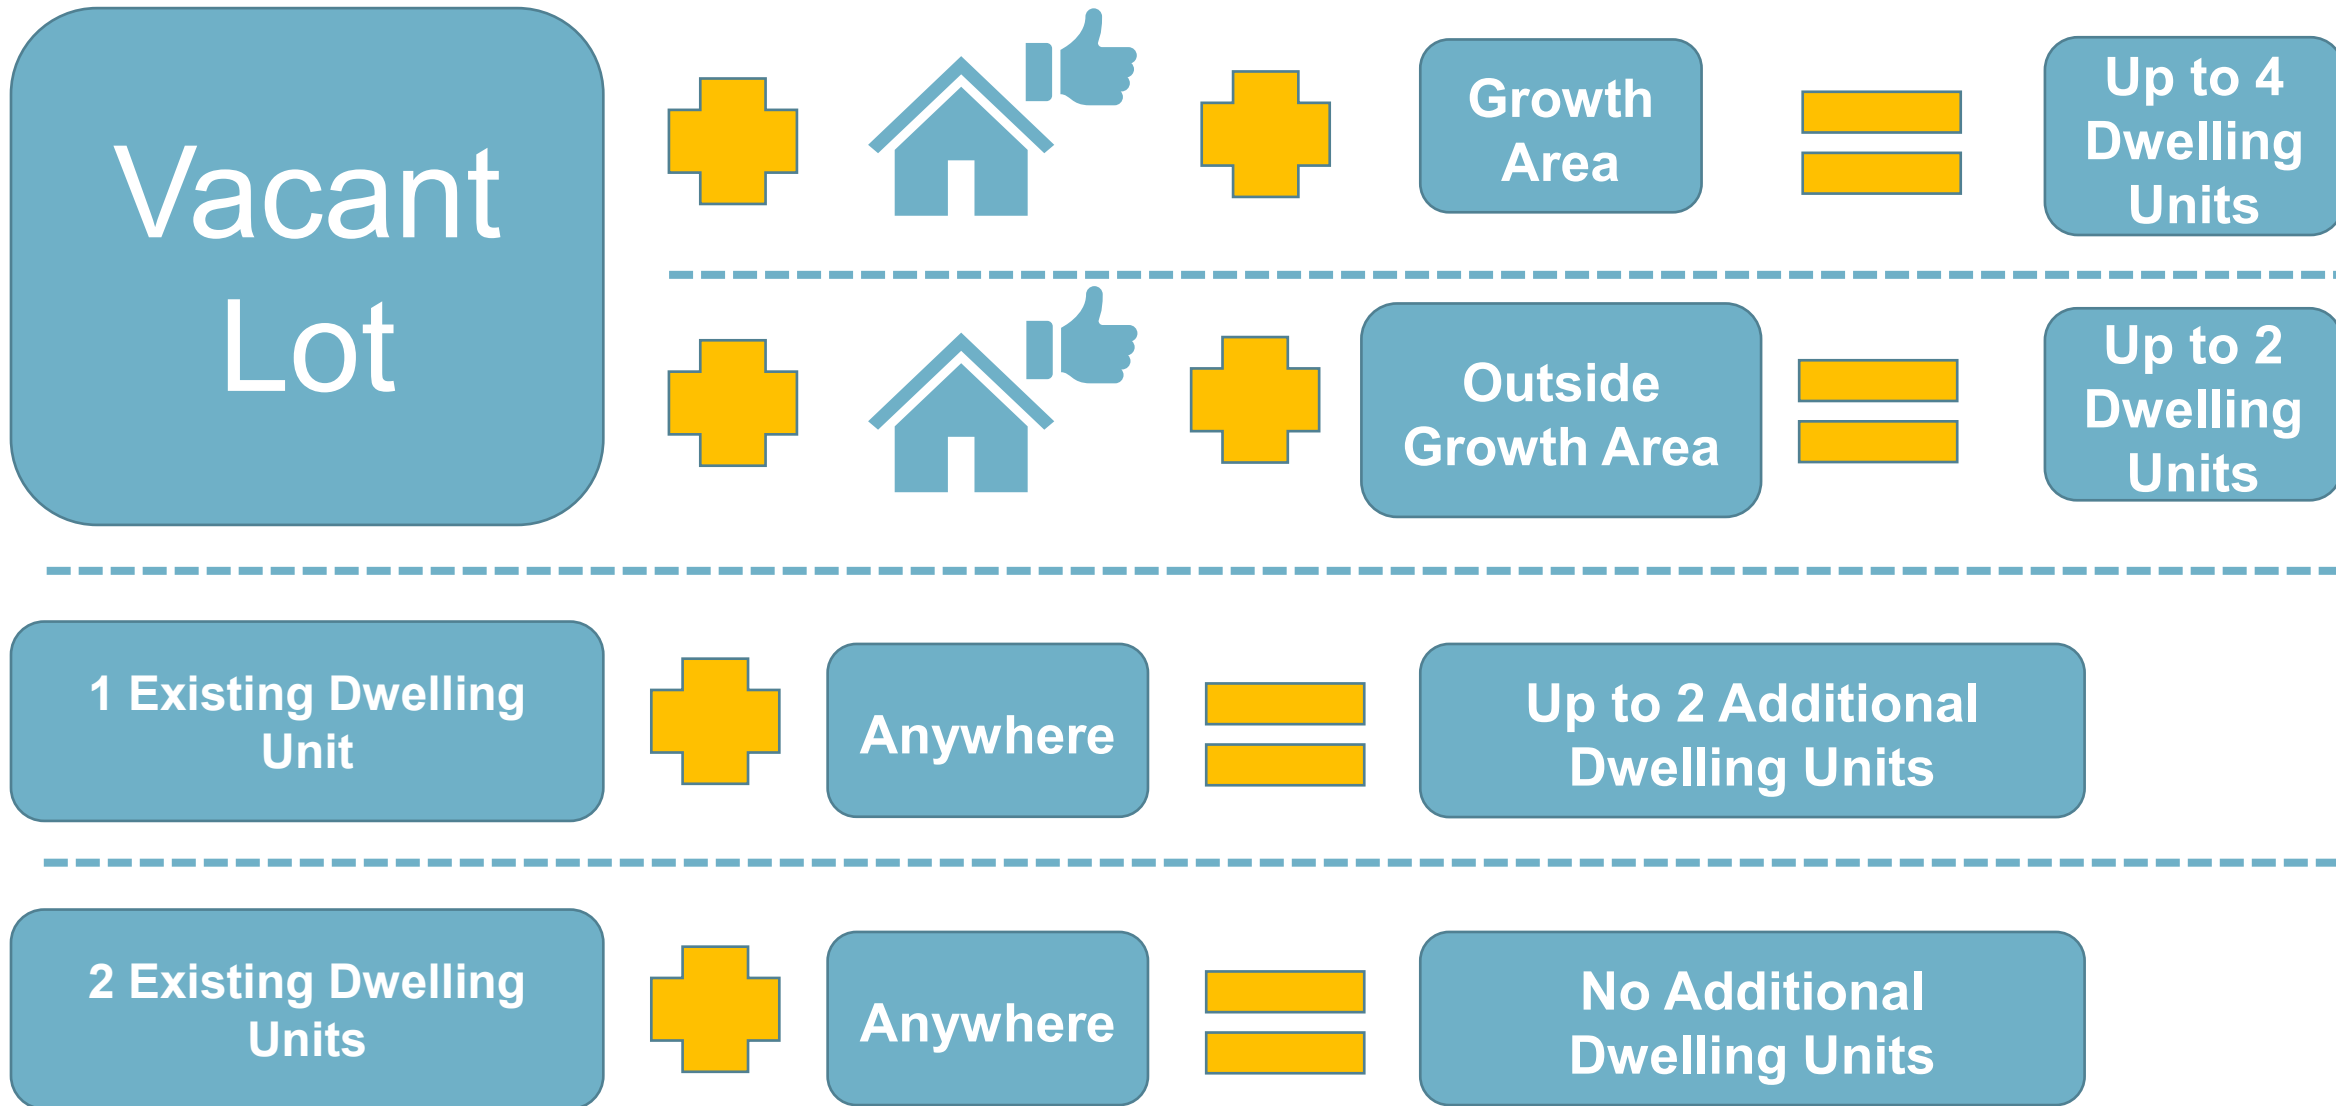 Vacant
Lot
Growth
Area
Up to 4
Dwelling
Units
Outside
Growth Area
Up to 2
Dwelling
Units
1 Existing Dwelling
Unit
Anywhere
Up to 2 Additional
Dwelling Units
2 Existing Dwelling
Units
Anywhere
No Additional
Dwelling Units